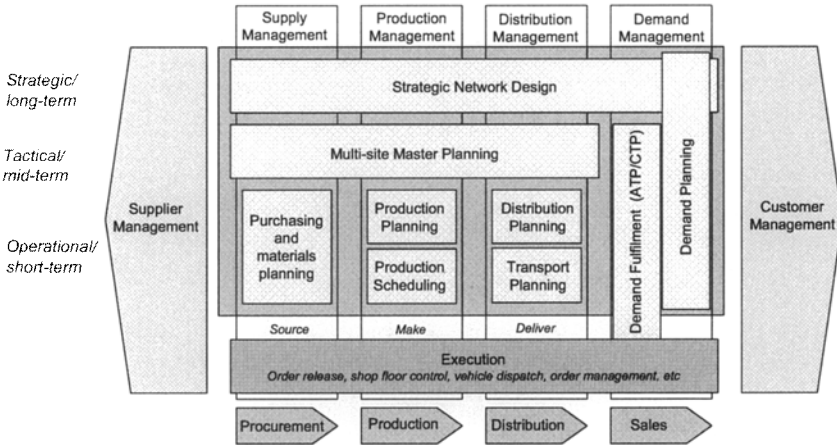 Supply
Management
Production
Management
Distribution
Management
Demand
Management
Strategic/
long-term
Strategic Network Design
Tactical/
mid-term
Multi-site Master Planning
Operational/
short-term
Supplier
Management
Purchasing
and
materials
planning
Production
Planning
Production
Scheduling
Distribution
Planning
Transport
Planning
Demand Fulfilment (ATP/CTP)
Demand Planning
Customer
Management
Source
Make
Deliver
Execution
Order release, shop floor control, vehicle dispatch, order management, etc
Procurement
Production
Distribution
Sales